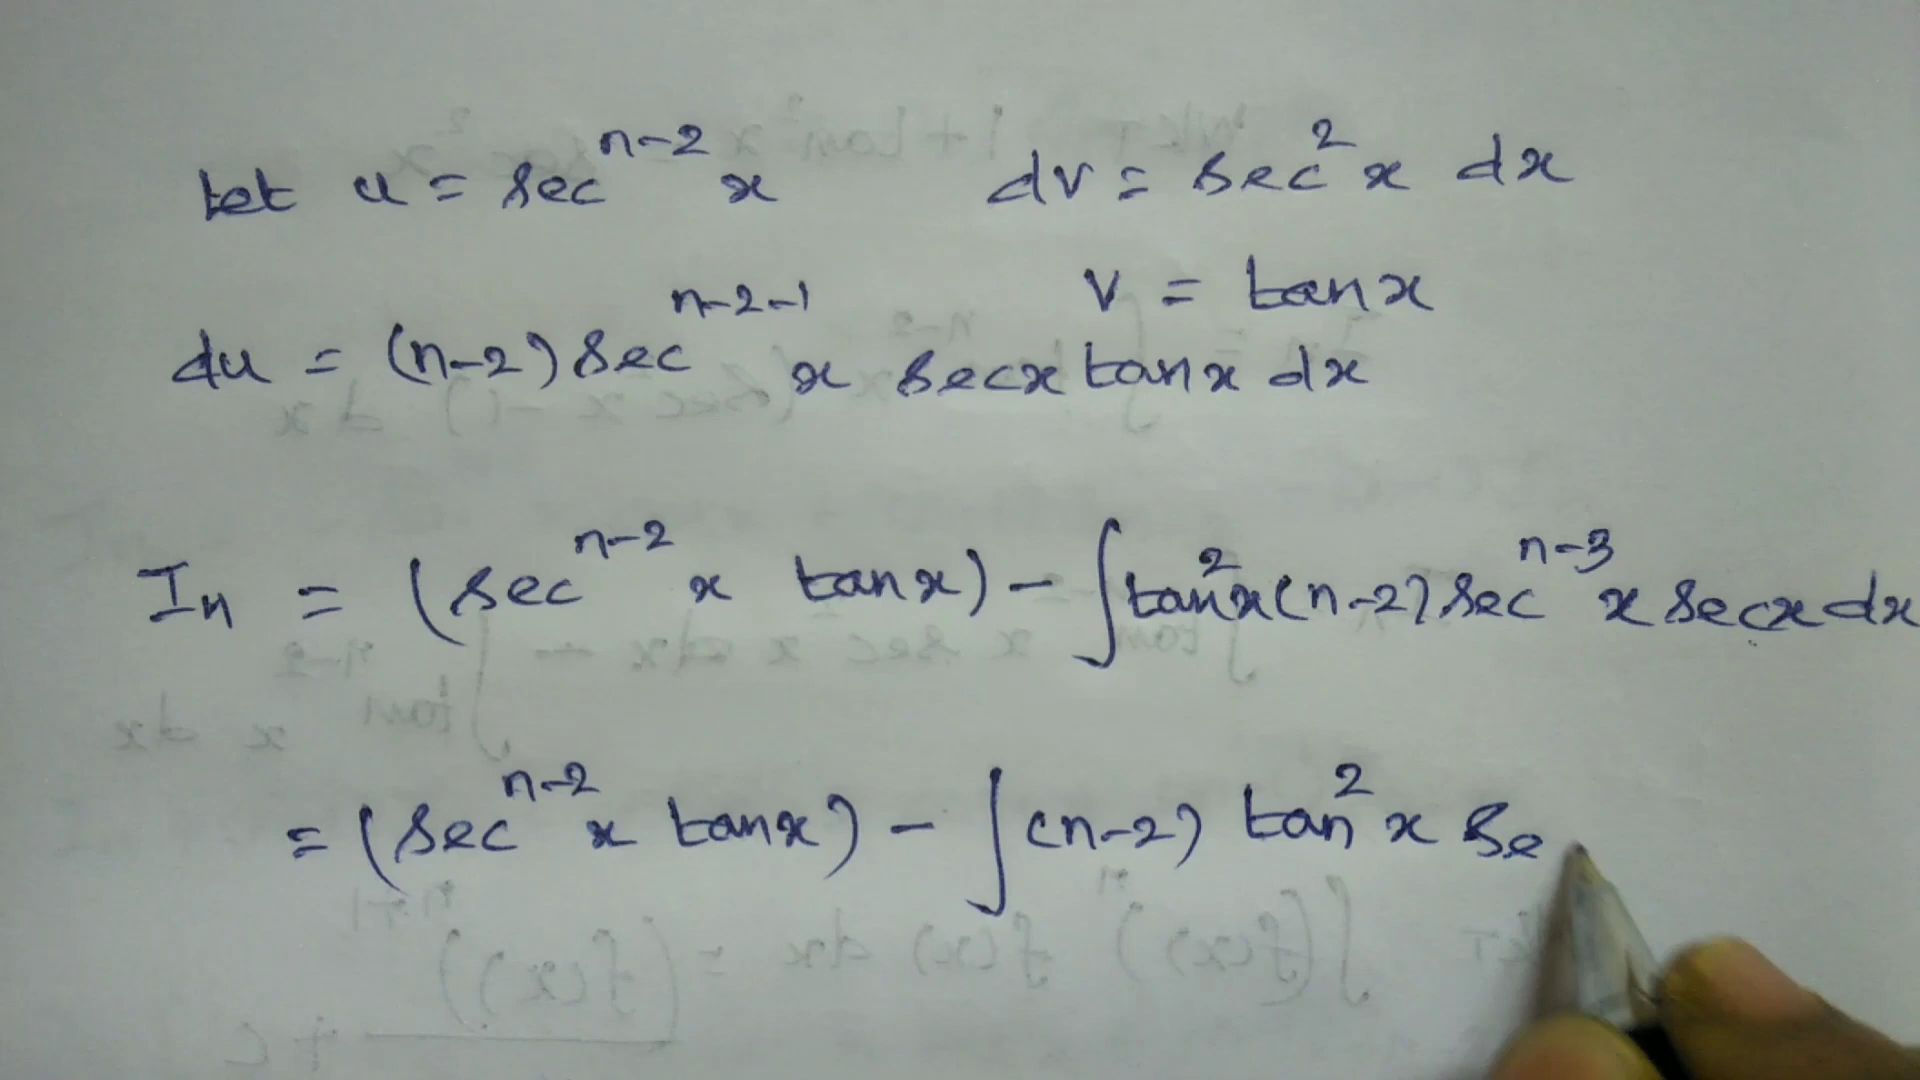 Let u = sec^{n-2} x    dv = sec^2 x dx
v = tan x
du = (n-2) sec^{n-2-1} x sec x tan x dx
I_n = (sec^{n-2} x tan x) - ∫ tan^2 x (n-2) sec^{n-3} x sec x dx
= (sec^{n-2} x tan x) - ∫ (n-2) tan^2 x se